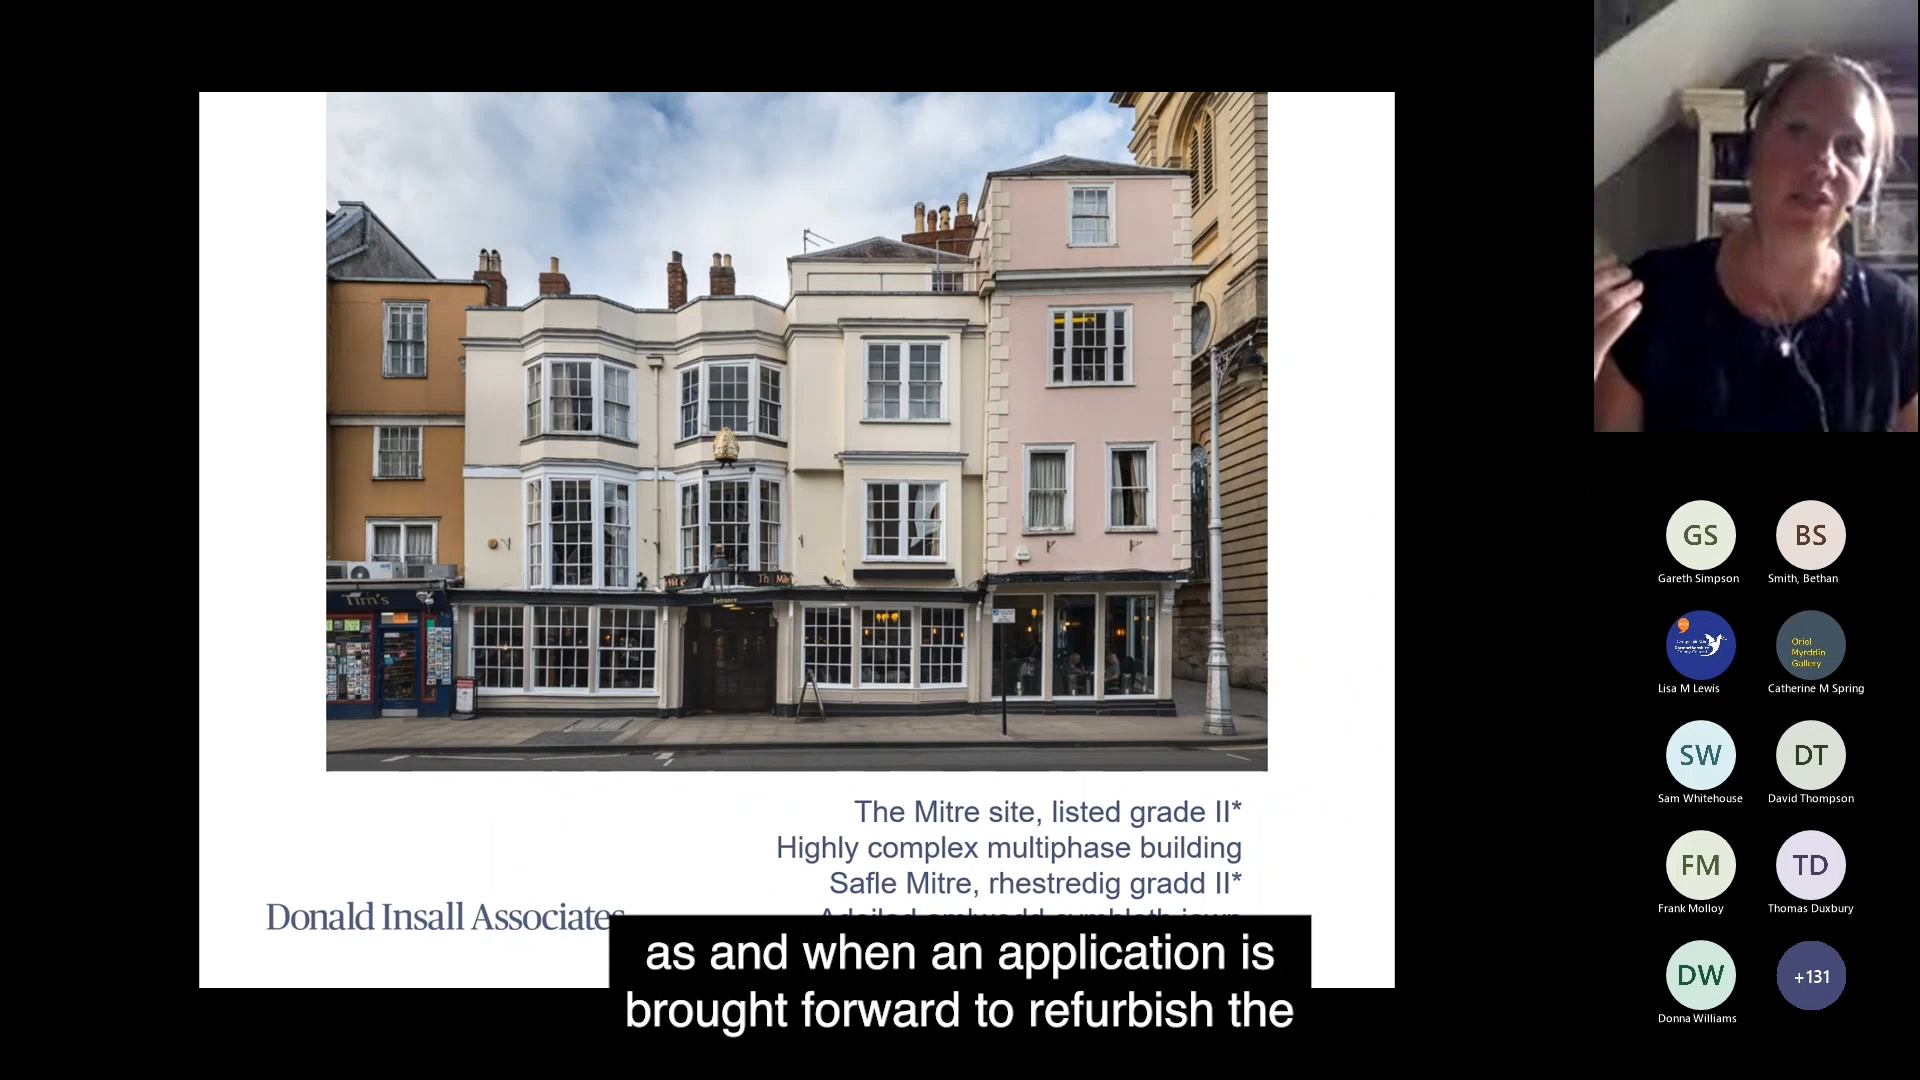 Tim's
The Mitre
Entrance
The Mitre site, listed grade II*
Highly complex multiphase building
Safle Mitre, rhestredig gradd II*
Donald Insall Associates
as and when an application is
brought forward to refurbish the
GS
BS
Gareth Simpson
Smith, Bethan
Oriel
Myrddin
Gallery
Lisa M Lewis
Catherine M Spring
SW
DT
Sam Whitehouse
David Thompson
FM
TD
Frank Molloy
Thomas Duxbury
DW
+131
Donna Williams